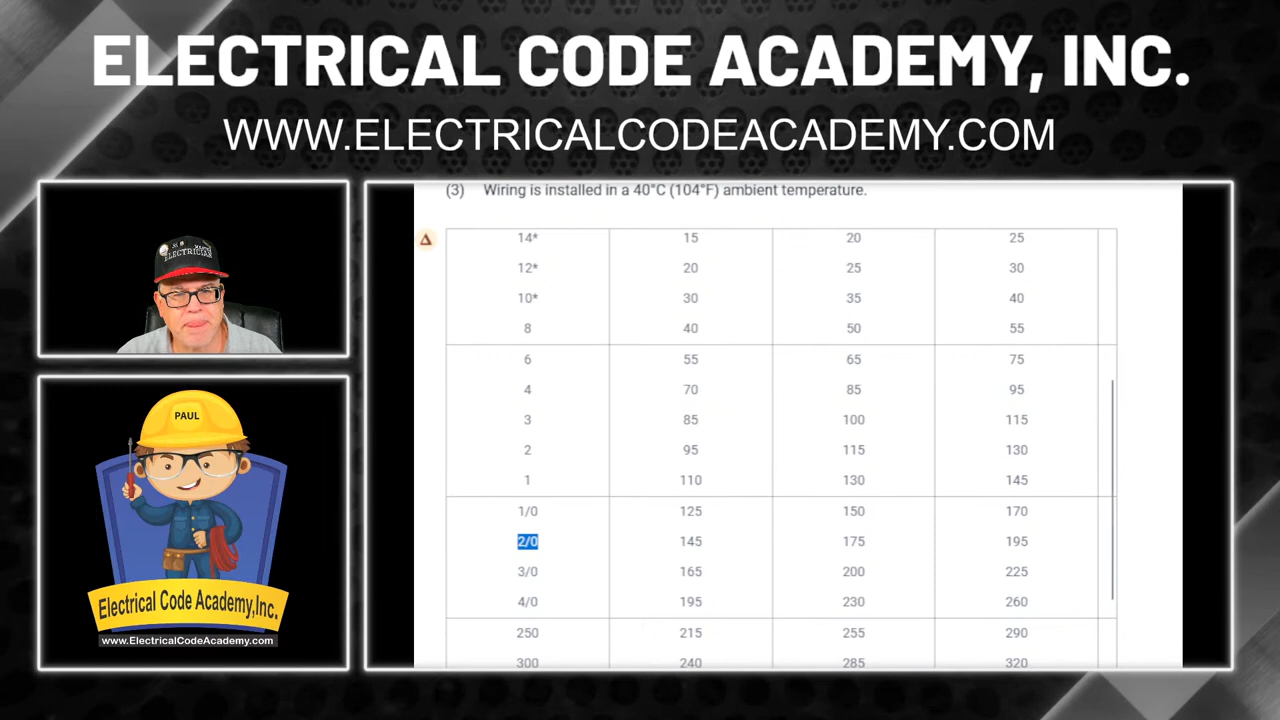 ELECTRICAL CODE ACADEMY, INC.
WWW.ELECTRICALCODEACADEMY.COM
(3) Wiring is installed in a 40°C (104°F) ambient temperature.
Δ
14* 15 20 25
12* 20 25 30
10* 30 35 40
8 40 50 55
6 55 65 75
4 70 85 95
3 85 100 115
2 95 115 130
1 110 130 145
1/0 125 150 170
2/0 145 175 195
3/0 165 200 225
4/0 195 230 260
250 215 255 290
300 240 285 320
ELECTRICIAN
PAUL
Electrical Code Academy,Inc.
www.ElectricalCodeAcademy.com